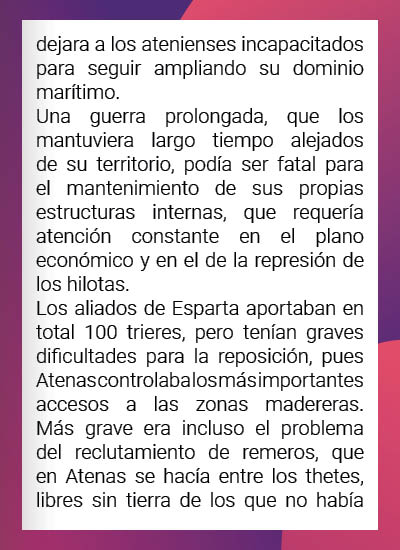 dejara a los atenienses incapacitados
para seguir ampliando su dominio
marítimo.
Una guerra prolongada, que los
mantuviera largo tiempo alejados
de su territorio, podía ser fatal para
el mantenimiento de sus propias
estructuras internas, que requería
atención constante en el plano
económico y en el de la represión de
los hilotas.
Los aliados de Esparta aportaban en
total 100 trieres, pero tenían graves
dificultades para la reposición, pues
Atenas controlaba los más importantes
accesos a las zonas madereras.
Más grave era incluso el problema
del reclutamiento de remeros, que
en Atenas se hacía entre los thetes,
libres sin tierra de los que no había